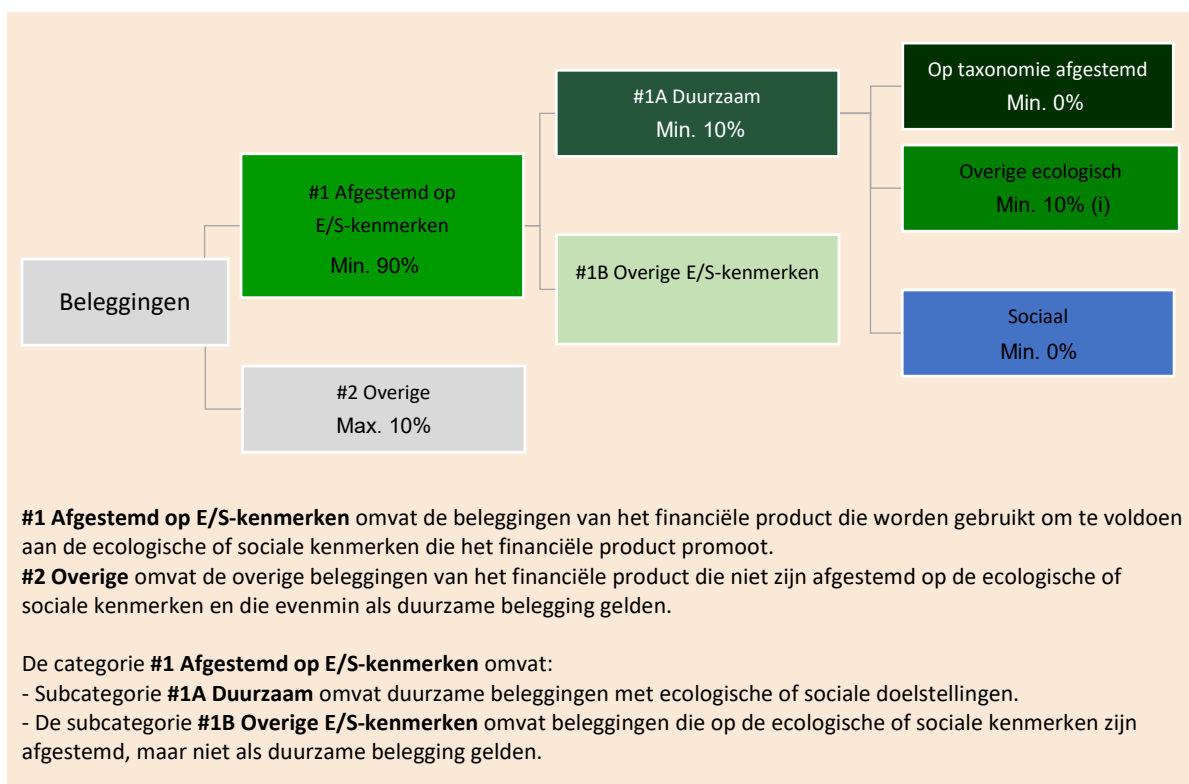 Beleggingen
#1 Afgestemd op
E/S-kenmerken
Min. 90%
#2 Overige
Max. 10%
#1A Duurzaam
Min. 10%
#1B Overige E/S-kenmerken
Op taxonomie afgestemd
Min. 0%
Overige ecologisch
Min. 10% (i)
Sociaal
Min. 0%
#1 Afgestemd op E/S-kenmerken omvat de beleggingen van het financiële product die worden gebruikt om te voldoen
aan de ecologische of sociale kenmerken die het financiële product promoot.
#2 Overige omvat de overige beleggingen van het financiële product die niet zijn afgestemd op de ecologische of
sociale kenmerken en die evenmin als duurzame belegging gelden.
De categorie #1 Afgestemd op E/S-kenmerken omvat:
- Subcategorie #1A Duurzaam omvat duurzame beleggingen met ecologische of sociale doelstellingen.
- De subcategorie #1B Overige E/S-kenmerken omvat beleggingen die op de ecologische of sociale kenmerken zijn
afgestemd, maar niet als duurzame belegging gelden.